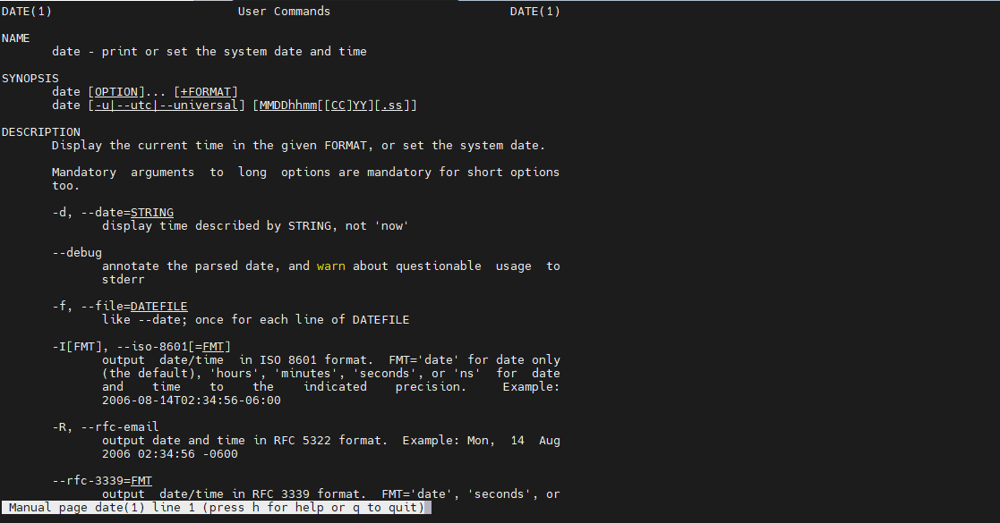 DATE(1)                          User Commands                         DATE(1)
NAME
       date - print or set the system date and time
SYNOPSIS
       date [OPTION]... [+FORMAT]
       date [-u|--utc|--universal] [MMDDhhmm[[CC]YY][.ss]]
DESCRIPTION
       Display the current time in the given FORMAT, or set the system date.
       Mandatory  arguments  to  long  options are mandatory for short options
       too.
       -d, --date=STRING
              display time described by STRING, not 'now'
       --debug
              annotate the parsed date, and warn about questionable  usage  to
              stderr
       -f, --file=DATEFILE
              like --date; once for each line of DATEFILE
       -I[FMT], --iso-8601[=FMT]
              output  date/time  in ISO 8601 format.  FMT='date' for date only
              (the default), 'hours', 'minutes', 'seconds', or 'ns'  for  date
              and    time    to    the    indicated    precision.     Example:
              2006-08-14T02:34:56-06:00
       -R, --rfc-email
              output date and time in RFC 5322 format.  Example: Mon,  14  Aug
              2006 02:34:56 -0600
       --rfc-3339=FMT
              output  date/time in RFC 3339 format.  FMT='date', 'seconds', or
 Manual page date(1) line 1 (press h for help or q to quit)